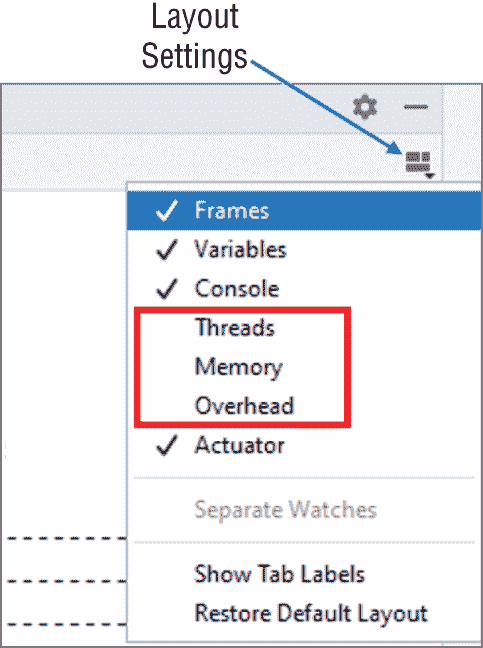 Layout
Settings
Frames
Variables
Console
Threads
Memory
Overhead
Actuator
Separate Watches
Show Tab Labels
Restore Default Layout